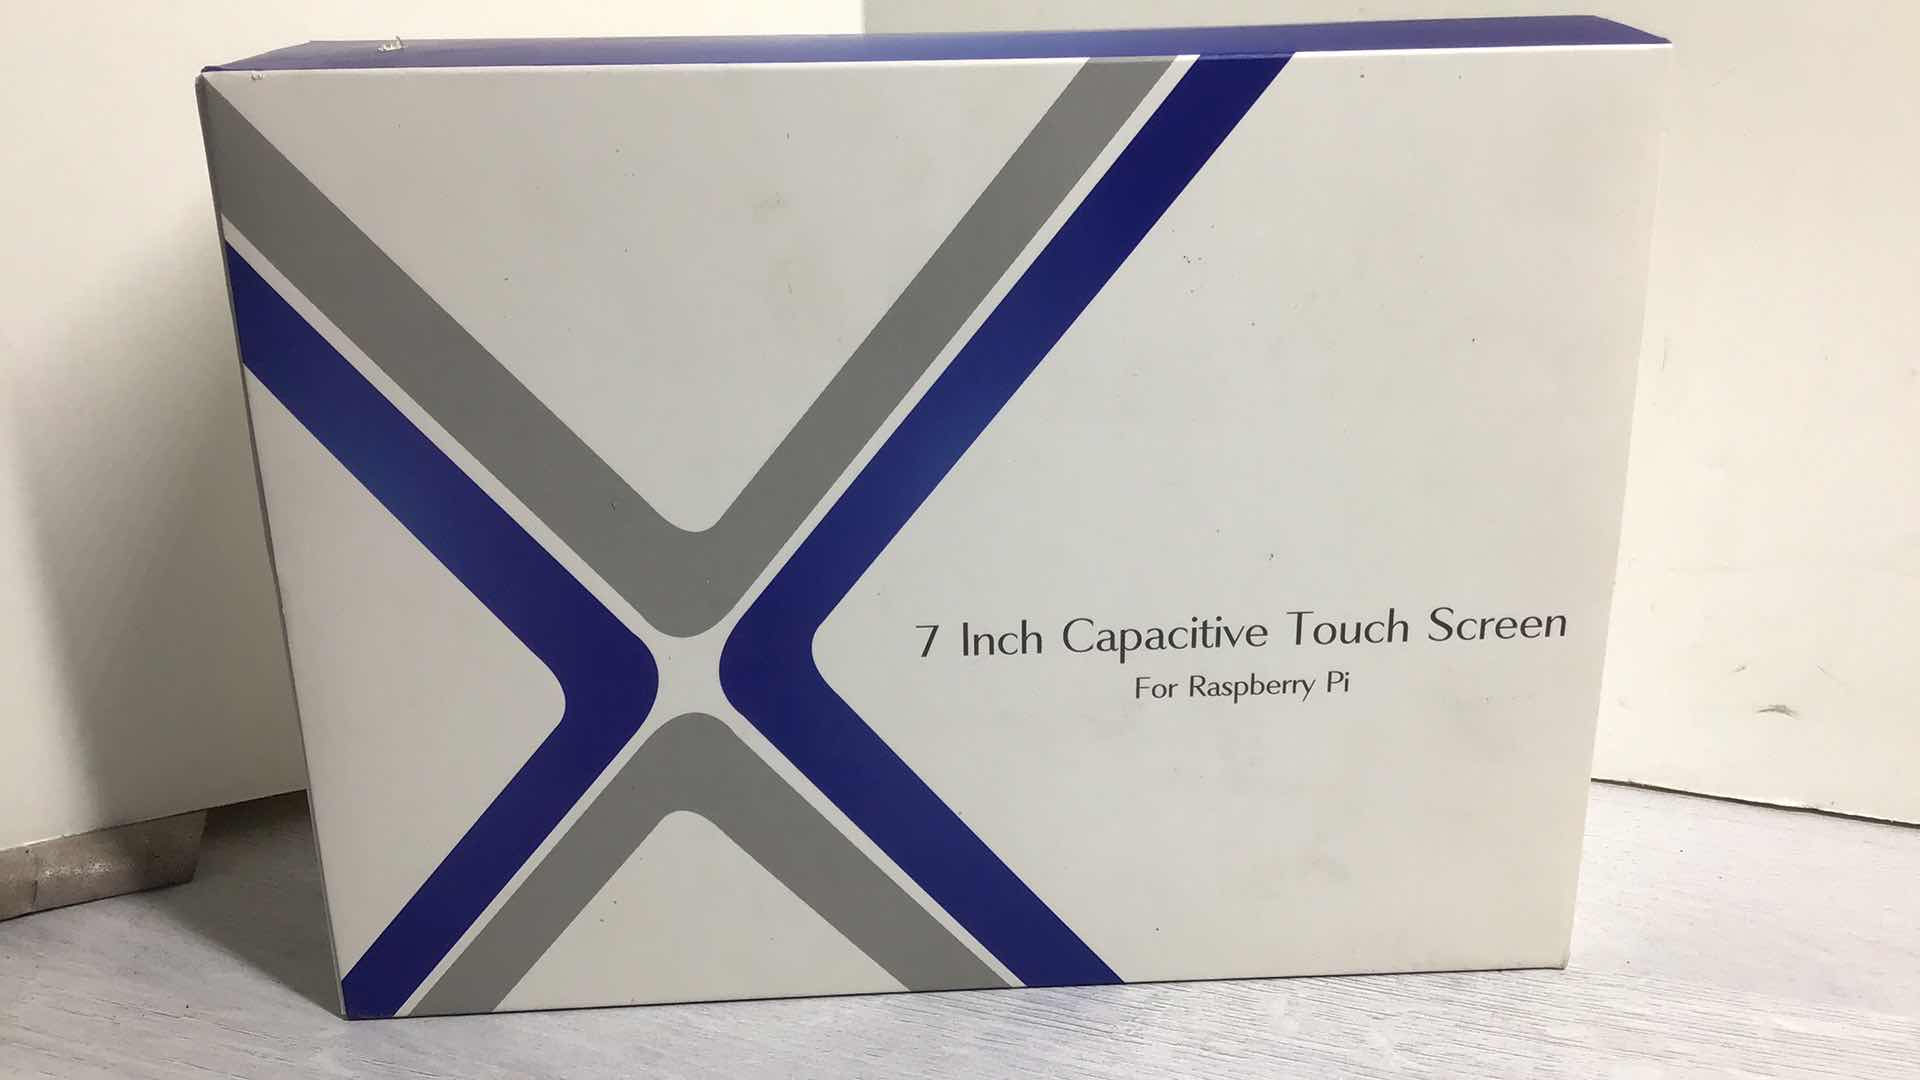 7 Inch Capacitive Touch Screen
For Raspberry Pi